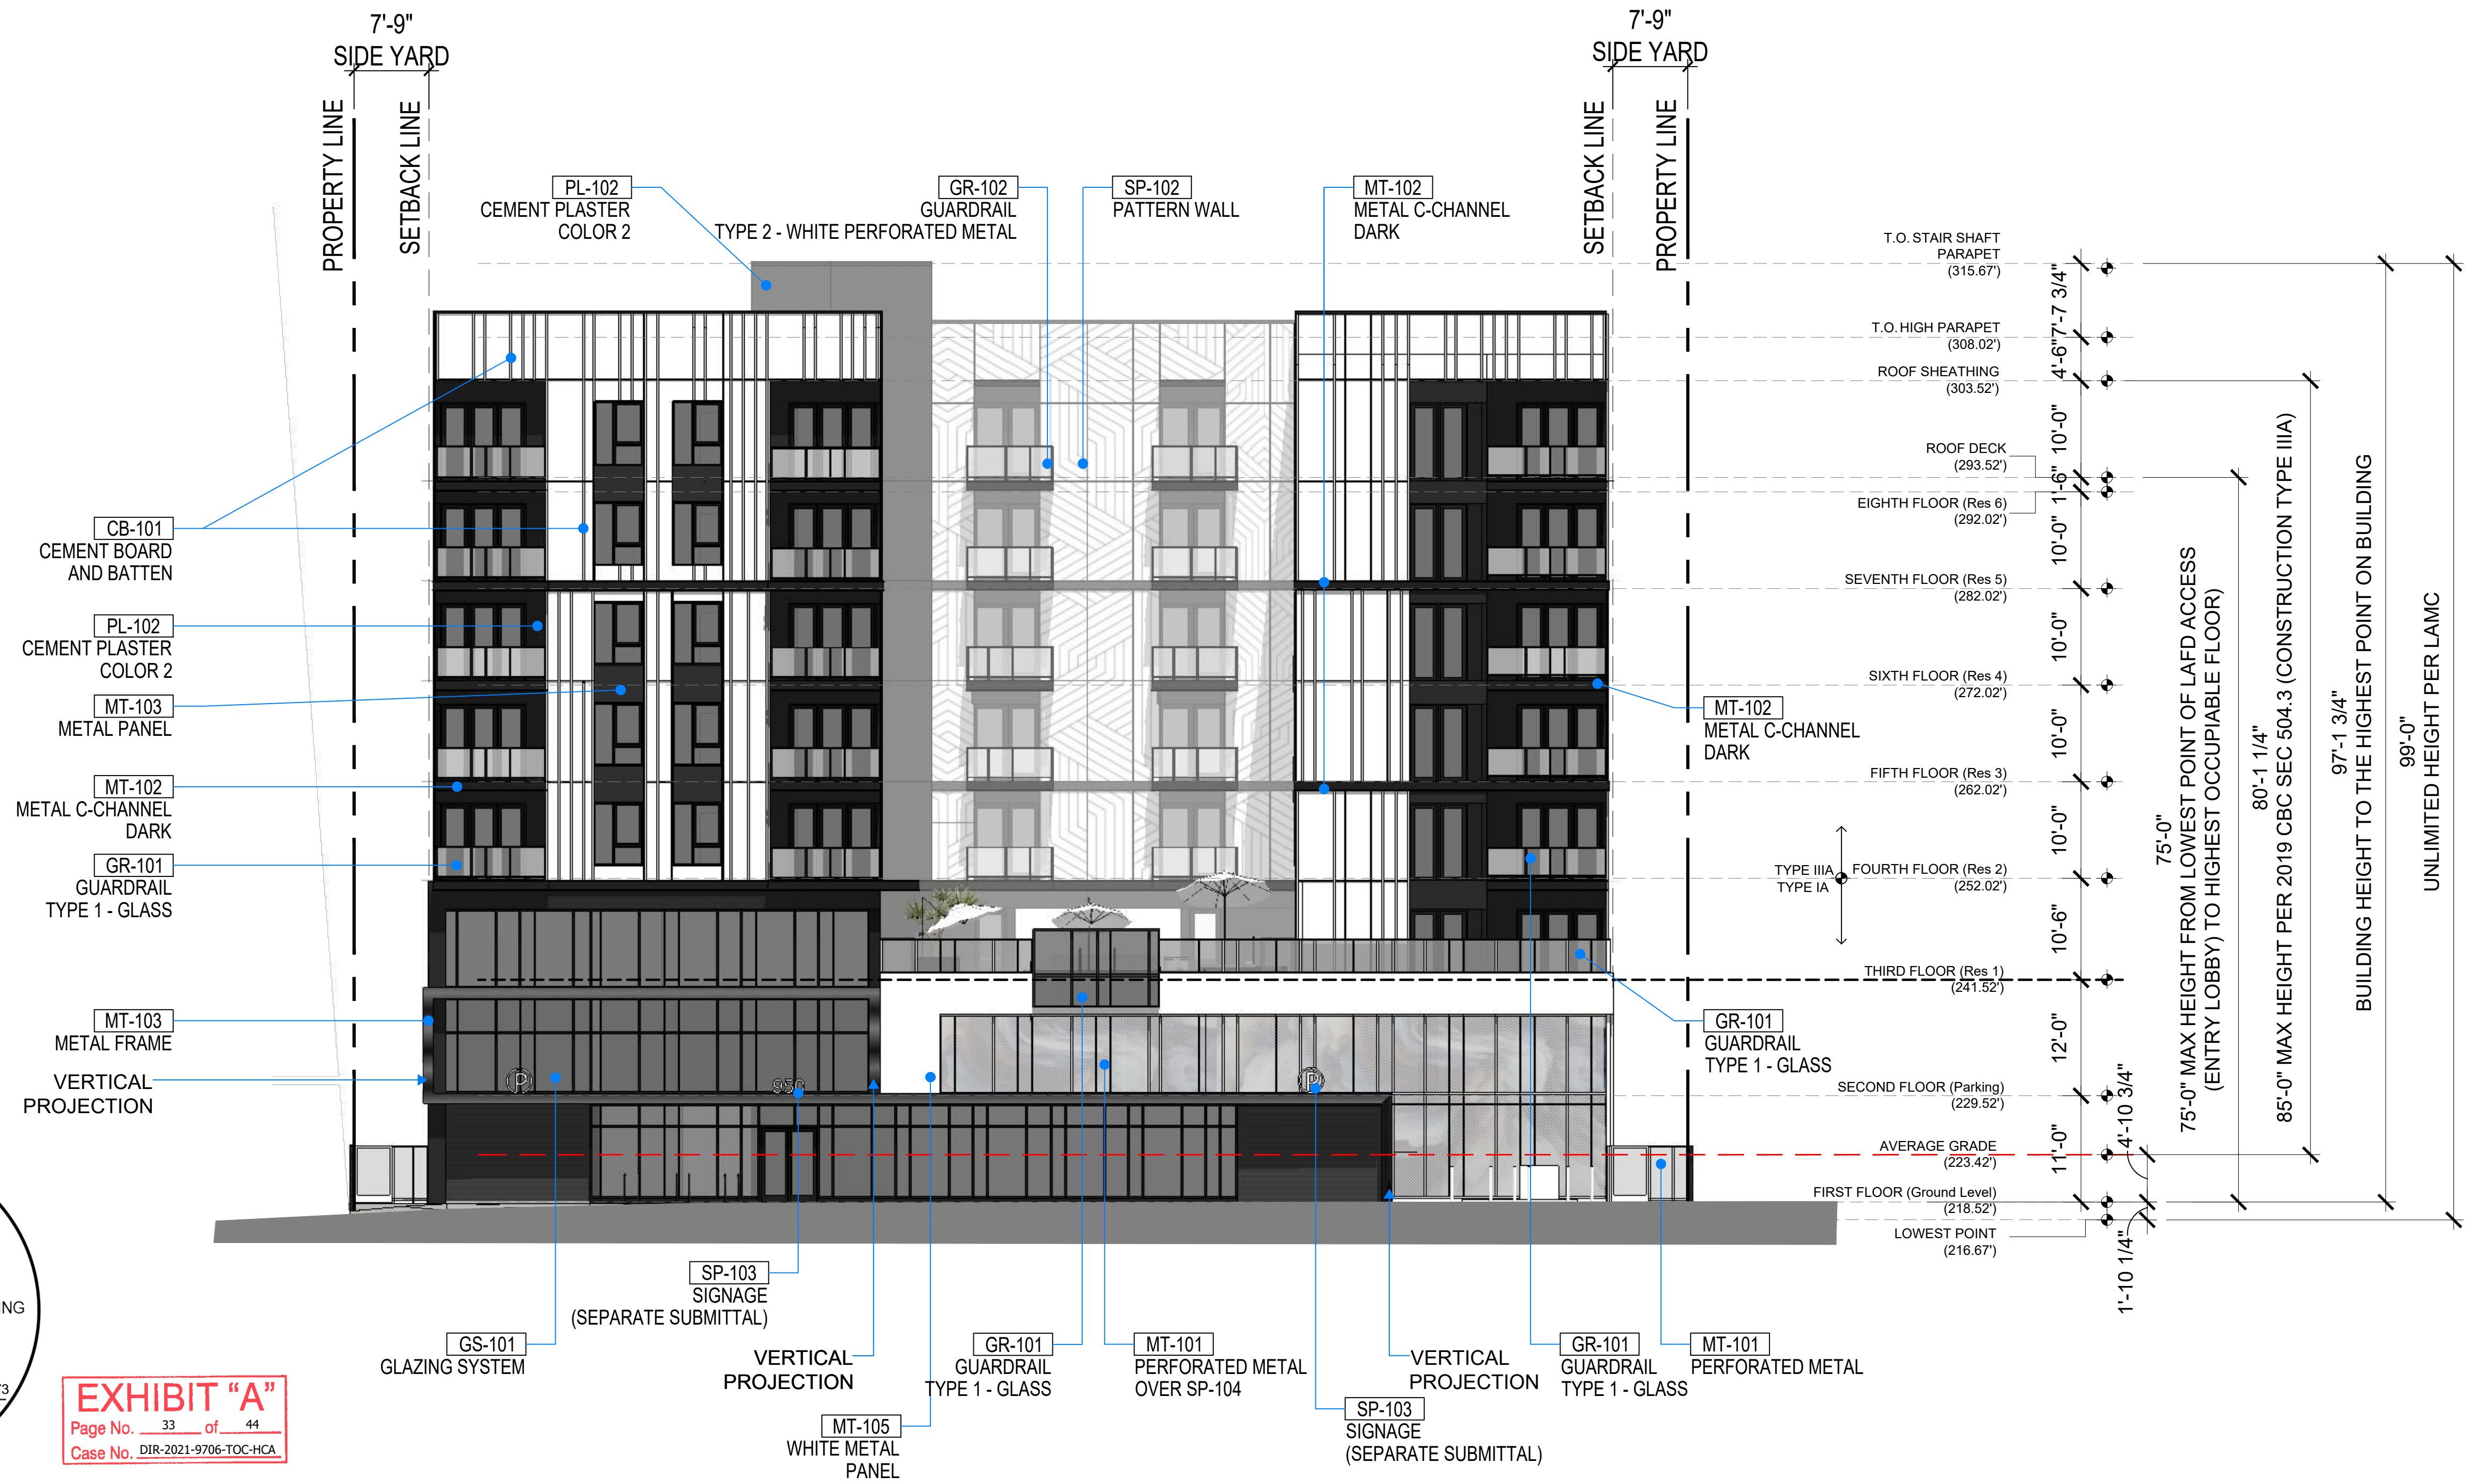 7'-9"
SIDE YARD
7'-9"
SIDE YARD
PROPERTY LINE
SETBACK LINE
SETBACK LINE
PROPERTY LINE
PL-102
CEMENT PLASTER
COLOR 2
GR-102
GUARDRAIL
TYPE 2 - WHITE PERFORATED METAL
SP-102
PATTERN WALL
MT-102
METAL C-CHANNEL
DARK
CB-101
CEMENT BOARD
AND BATTEN
PL-102
CEMENT PLASTER
COLOR 2
MT-103
METAL PANEL
MT-102
METAL C-CHANNEL
DARK
GR-101
GUARDRAIL
TYPE 1 - GLASS
MT-103
METAL FRAME
VERTICAL
PROJECTION
P
950
P
MT-102
METAL C-CHANNEL
DARK
GR-101
GUARDRAIL
TYPE 1 - GLASS
T.O. STAIR SHAFT
PARAPET
(315.67')
T.O. HIGH PARAPET
(308.02')
ROOF SHEATHING
(303.52')
ROOF DECK
(293.52')
EIGHTH FLOOR (Res 6)
(292.02')
SEVENTH FLOOR (Res 5)
(282.02')
SIXTH FLOOR (Res 4)
(272.02')
FIFTH FLOOR (Res 3)
(262.02')
TYPE IIIA
TYPE IA
FOURTH FLOOR (Res 2)
(252.02')
THIRD FLOOR (Res 1)
(241.52')
SECOND FLOOR (Parking)
(229.52')
AVERAGE GRADE
(223.42')
FIRST FLOOR (Ground Level)
(218.52')
LOWEST POINT
(216.67')
7'-7 3/4"
4'-6"
10'-0"
1'-6"
10'-0"
10'-0"
10'-0"
10'-0"
10'-6"
12'-0"
11'-0"
4'-10 3/4"
1'-10 1/4"
75'-0"
75'-0" MAX HEIGHT FROM LOWEST POINT OF LAFD ACCESS
(ENTRY LOBBY) TO HIGHEST OCCUPIABLE FLOOR)
80'-1 1/4"
85'-0" MAX HEIGHT PER 2019 CBC SEC 504.3 (CONSTRUCTION TYPE IIIA)
97'-1 3/4"
BUILDING HEIGHT TO THE HIGHEST POINT ON BUILDING
99'-0"
UNLIMITED HEIGHT PER LAMC
SP-103
SIGNAGE
(SEPARATE SUBMITTAL)
GS-101
GLAZING SYSTEM
VERTICAL
PROJECTION
MT-105
WHITE METAL
PANEL
GR-101
GUARDRAIL
TYPE 1 - GLASS
MT-101
PERFORATED METAL
OVER SP-104
VERTICAL
PROJECTION
SP-103
SIGNAGE
(SEPARATE SUBMITTAL)
GR-101
GUARDRAIL
TYPE 1 - GLASS
MT-101
PERFORATED METAL
ING
EXHIBIT "A"
Page No. 33 of 44
Case No. DIR-2021-9706-TOC-HCA